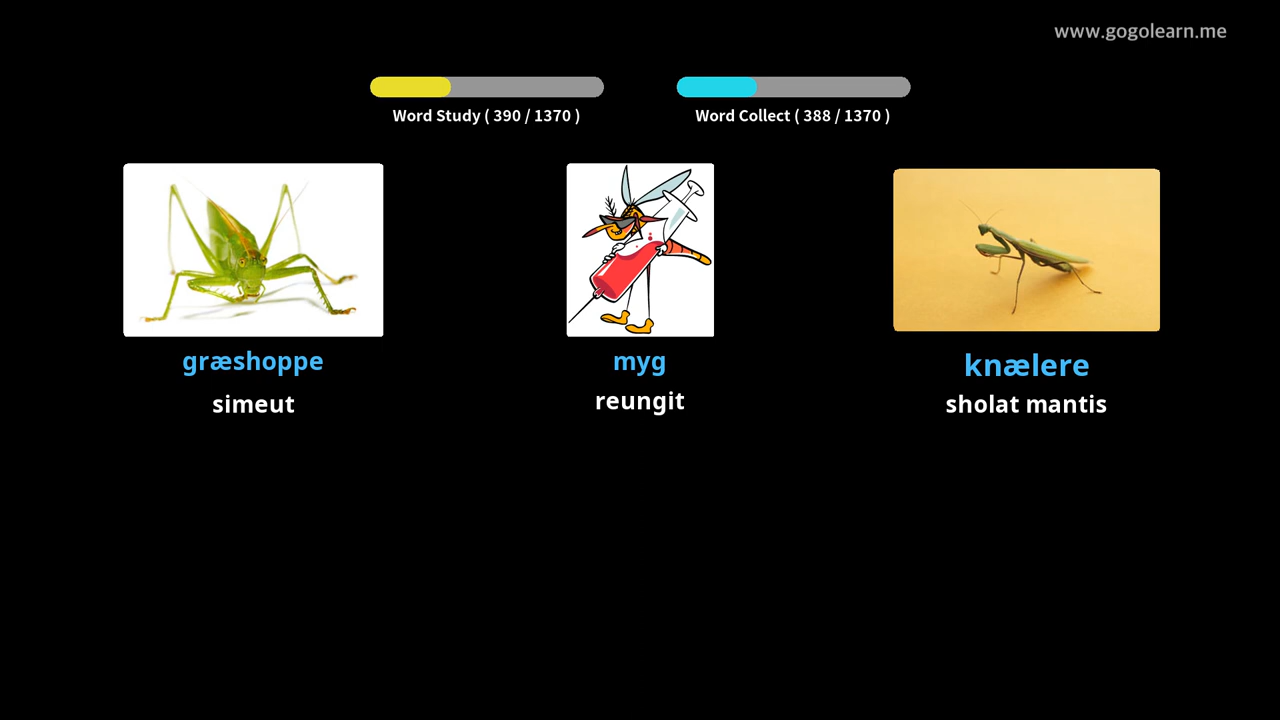 www.gogolearn.me
Word Study ( 390 / 1370 )
Word Collect ( 388 / 1370 )
græshoppe
myg
knælere
simeut
reungit
sholat mantis